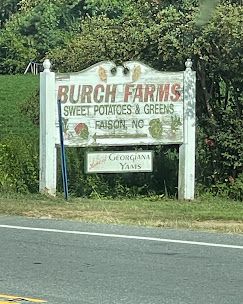 BURCH FARMS
SWEET POTATOES & GREENS
FAISON, NC
GEORGIANA
YAMS